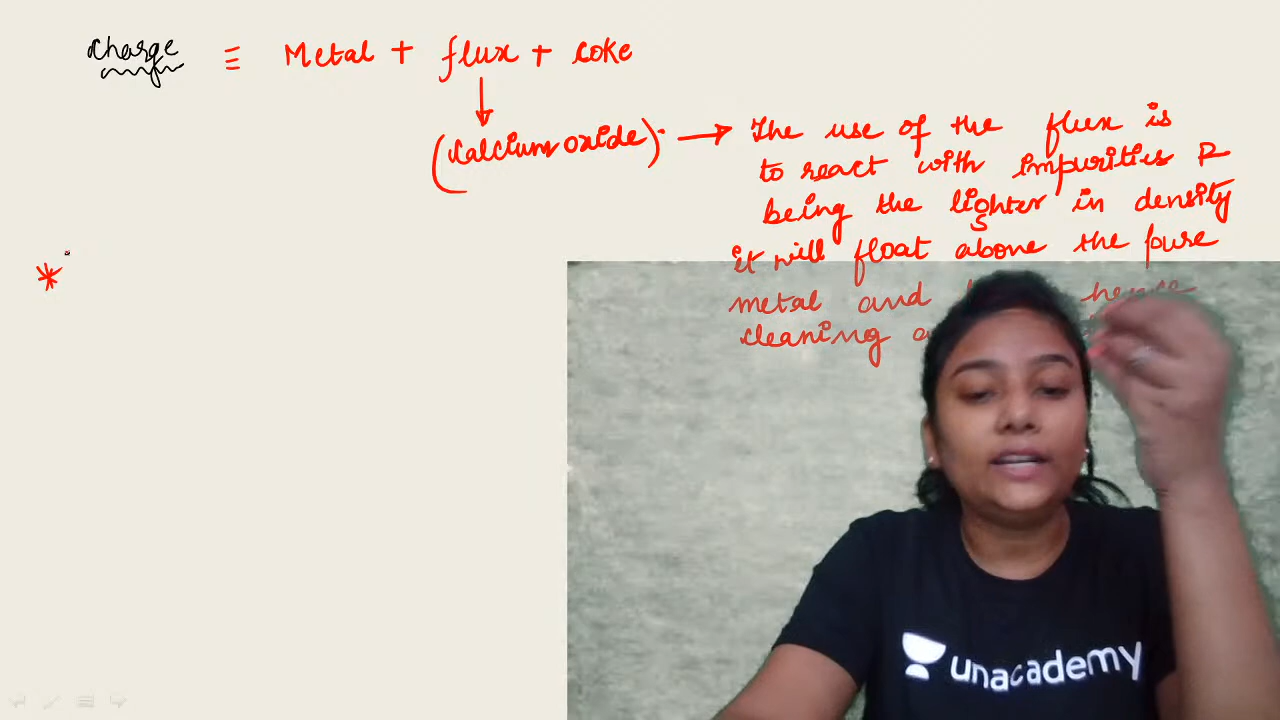 charge ≡ Metal + flux + coke
(Calcium oxide) → The use of the flux is
to react with impurities &
being the lighter in density
it will float above the pure
metal and hence
cleaning
*
unacademy